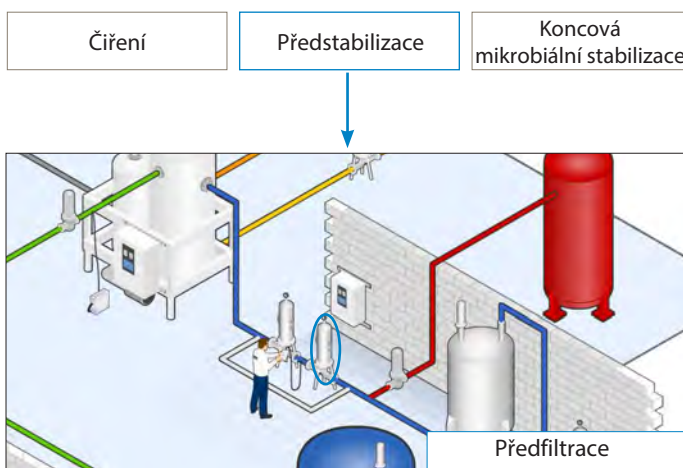 Čiření
Předstabilizace
Koncová
mikrobiální stabilizace
Předfiltrace